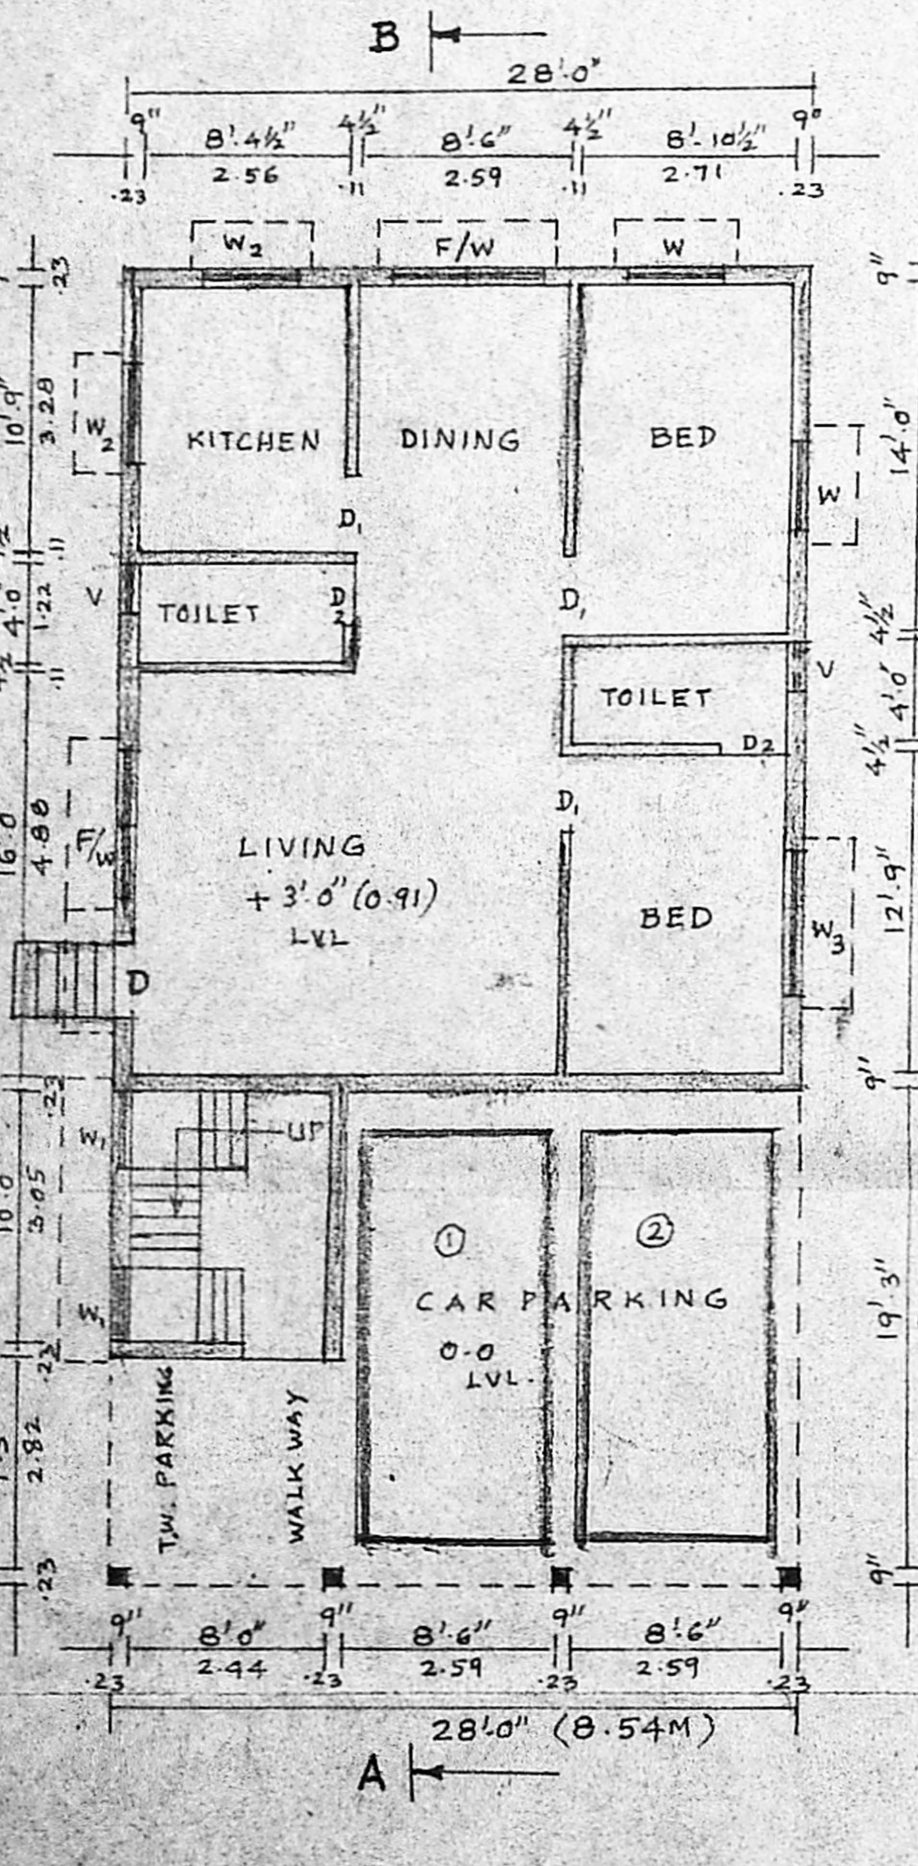 B
28'-0"
9" 8'-4½" 4½" 8'-6" 4½" 8'-10½" 9"
.23 2.56 .11 2.59 .11 2.71 .23
W2 F/W W
.23 9"
10'.9" 3.28 W2 KITCHEN DINING BED 14'.0"
W
D1
.11
4'.0" 1.22 V TOILET D2 D1 4½"
.11 TOILET V 4'.0"
D2 4½"
D1
16.0 4.88 F/W LIVING
+ 3'.0" (0.91)
LVL
BED W3 12'.9"
D
.23 9"
W1 UP
10.0 3.05
1 2
W1 CAR PARKING 19'3"
0-0
LVL.
.23
T.W. PARKING WALK WAY
2.82
.23 9"
9" 8'.0" 9" 8'.6" 9" 8'.6" 9"
.23 2.44 .23 2.59 .23 2.59 .23
28'.0" (8.54M)
A